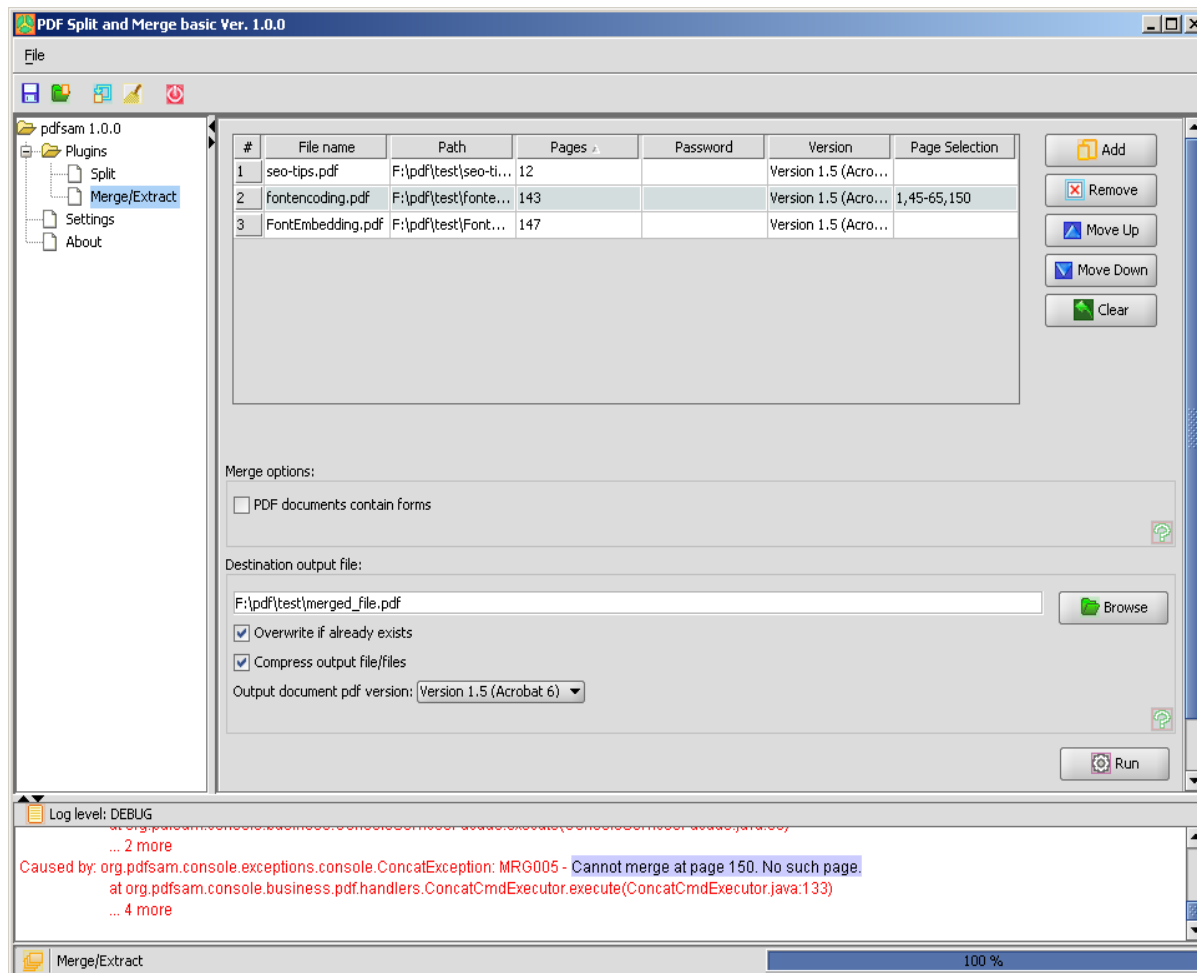 PDF Split and Merge basic Ver. 1.0.0
File
pdfsam 1.0.0
Plugins
Split
Merge/Extract
Settings
About
# File name Path Pages Password Version Page Selection
1 seo-tips.pdf F:\pdf\test\seo-ti... 12 Version 1.5 (Acro...
2 fontencoding.pdf F:\pdf\test\fonte... 143 Version 1.5 (Acro... 1,45-65,150
3 FontEmbedding.pdf F:\pdf\test\Font... 147 Version 1.5 (Acro...
Add
Remove
Move Up
Move Down
Clear
Merge options:
PDF documents contain forms
Destination output file:
F:\pdf\test\merged_file.pdf
Browse
Overwrite if already exists
Compress output file/files
Output document pdf version: Version 1.5 (Acrobat 6)
Run
Log level: DEBUG
... 2 more
Caused by: org.pdfsam.console.exceptions.console.ConcatException: MRG005 - Cannot merge at page 150. No such page.
at org.pdfsam.console.business.pdf.handlers.ConcatCmdExecutor.execute(ConcatCmdExecutor.java:133)
... 4 more
Merge/Extract
100 %